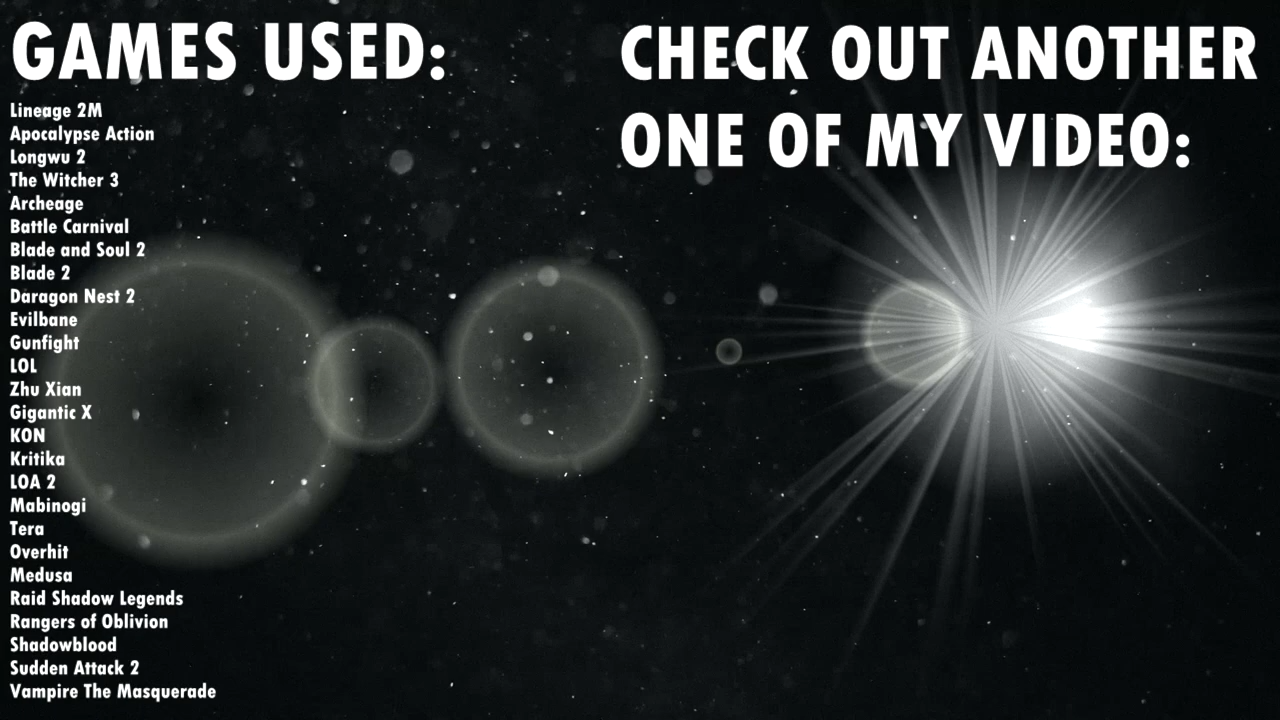 GAMES USED:
Lineage 2M
Apocalypse Action
Longwu 2
The Witcher 3
Archeage
Battle Carnival
Blade and Soul 2
Blade 2
Daragon Nest 2
Evilbane
Gunfight
LOL
Zhu Xian
Gigantic X
KON
Kritika
LOA 2
Mabinogi
Tera
Overhit
Medusa
Raid Shadow Legends
Rangers of Oblivion
Shadowblood
Sudden Attack 2
Vampire The Masquerade
CHECK OUT ANOTHER
ONE OF MY VIDEO: